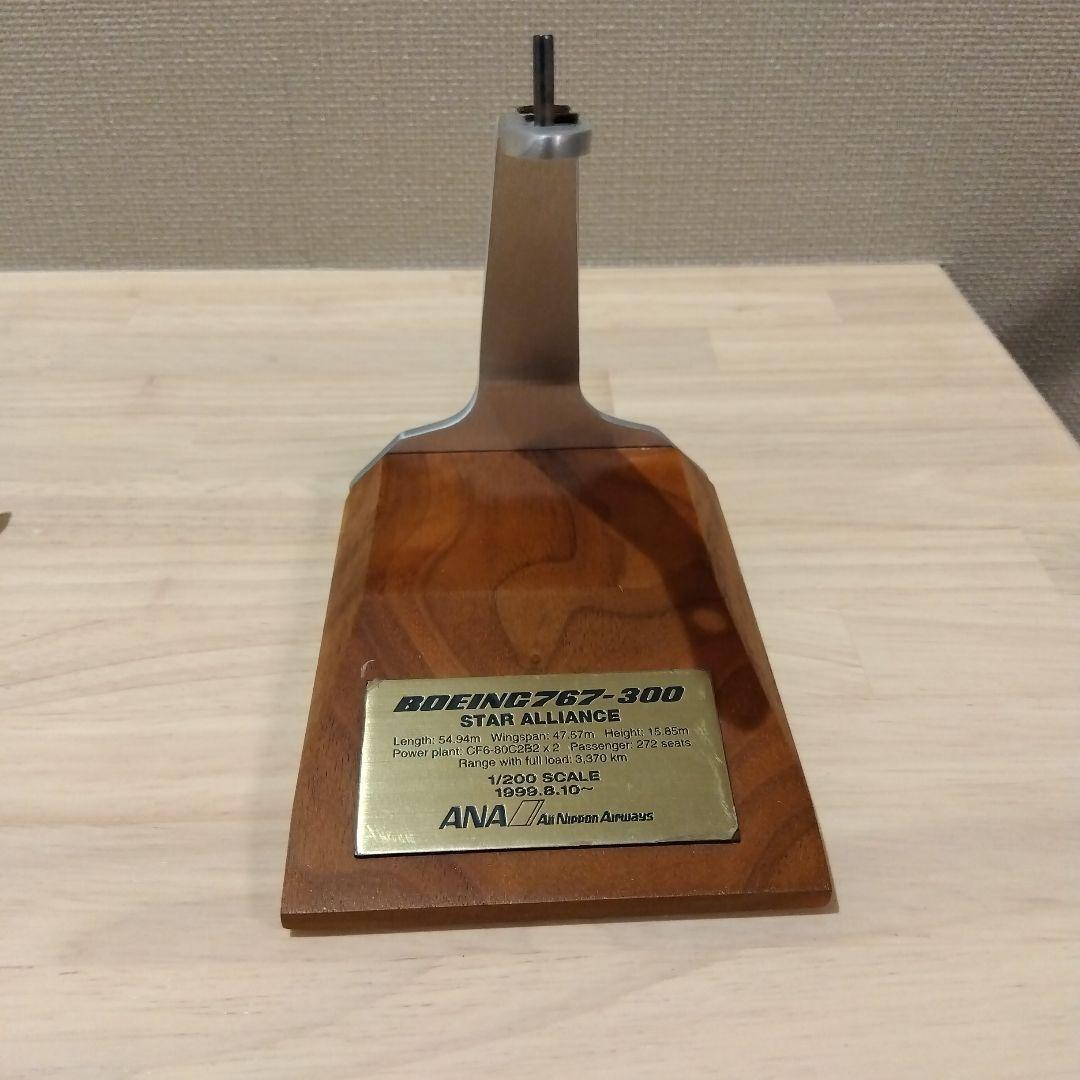 BOEING767-300
STAR ALLIANCE
Length: 54.94m Wingspan: 47.57m Height: 15.85m
Power plant: CF6-80C2B2 x 2 Passenger: 272 seats
Range with full load: 3,370 km
1/200 SCALE
1999.8.10~
ANA All Nippon Airways